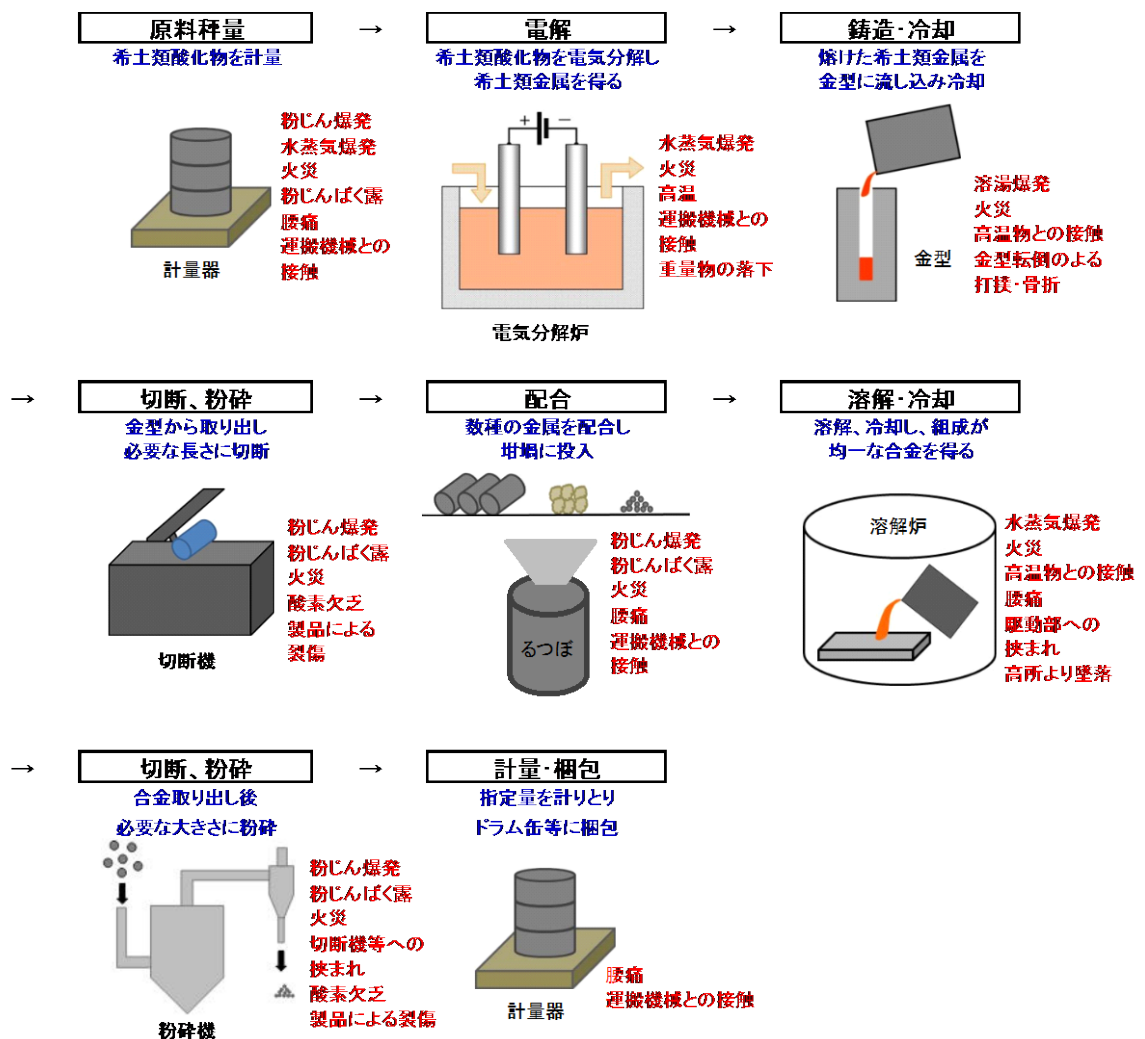 原料秤量 → 電解 → 鋳造・冷却
希土類酸化物を計量
希土類酸化物を電気分解し
希土類金属を得る
熔けた希土類金属を
金型に流し込み冷却
粉じん爆発
水蒸気爆発
火災
粉じんばく露
腰痛
運搬機械との
接触
計量器
+ −
水蒸気爆発
火災
高温
運搬機械との
接触
重量物の落下
電気分解炉
溶湯爆発
火災
高温物との接触
金型転倒のよる
打撲・骨折
金型
→ 切断、粉砕 → 配合 → 溶解・冷却
金型から取り出し
必要な長さに切断
数種の金属を配合し
坩堝に投入
溶解、冷却し、組成が
均一な合金を得る
粉じん爆発
粉じんばく露
火災
酸素欠乏
製品による
裂傷
切断機
粉じん爆発
粉じんばく露
火災
腰痛
運搬機械との
接触
るつぼ
溶解炉
水蒸気爆発
火災
高温物との接触
腰痛
駆動部への
挟まれ
高所より墜落
→ 切断、粉砕 → 計量・梱包
合金取り出し後
必要な大きさに粉砕
指定量を計りとり
ドラム缶等に梱包
粉じん爆発
粉じんばく露
火災
切断機等への
挟まれ
酸素欠乏
製品による裂傷
粉砕機
腰痛
運搬機械との接触
計量器